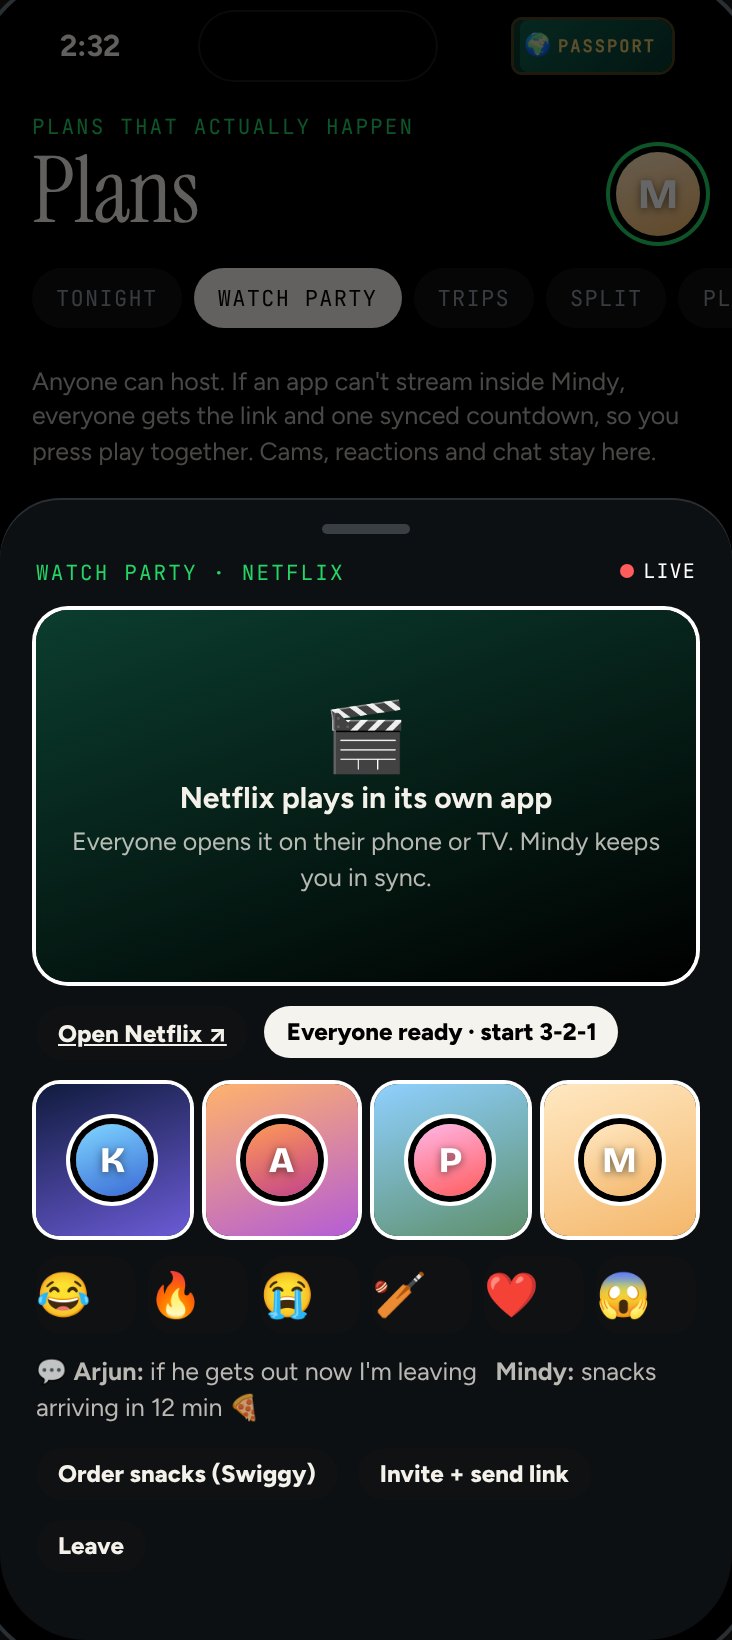 2:32
🌍 PASSPORT
PLANS THAT ACTUALLY HAPPEN
Plans
M
TONIGHT
WATCH PARTY
TRIPS
SPLIT
PL
Anyone can host. If an app can't stream inside Mindy,
everyone gets the link and one synced countdown, so you
press play together. Cams, reactions and chat stay here.
WATCH PARTY · NETFLIX
LIVE
Netflix plays in its own app
Everyone opens it on their phone or TV. Mindy keeps
you in sync.
Open Netflix ↗
Everyone ready · start 3-2-1
K
A
P
M
😂 🔥 😭 🏏 ❤️ 😱
💬 Arjun: if he gets out now I'm leaving Mindy: snacks
arriving in 12 min 🍕
Order snacks (Swiggy)
Invite + send link
Leave